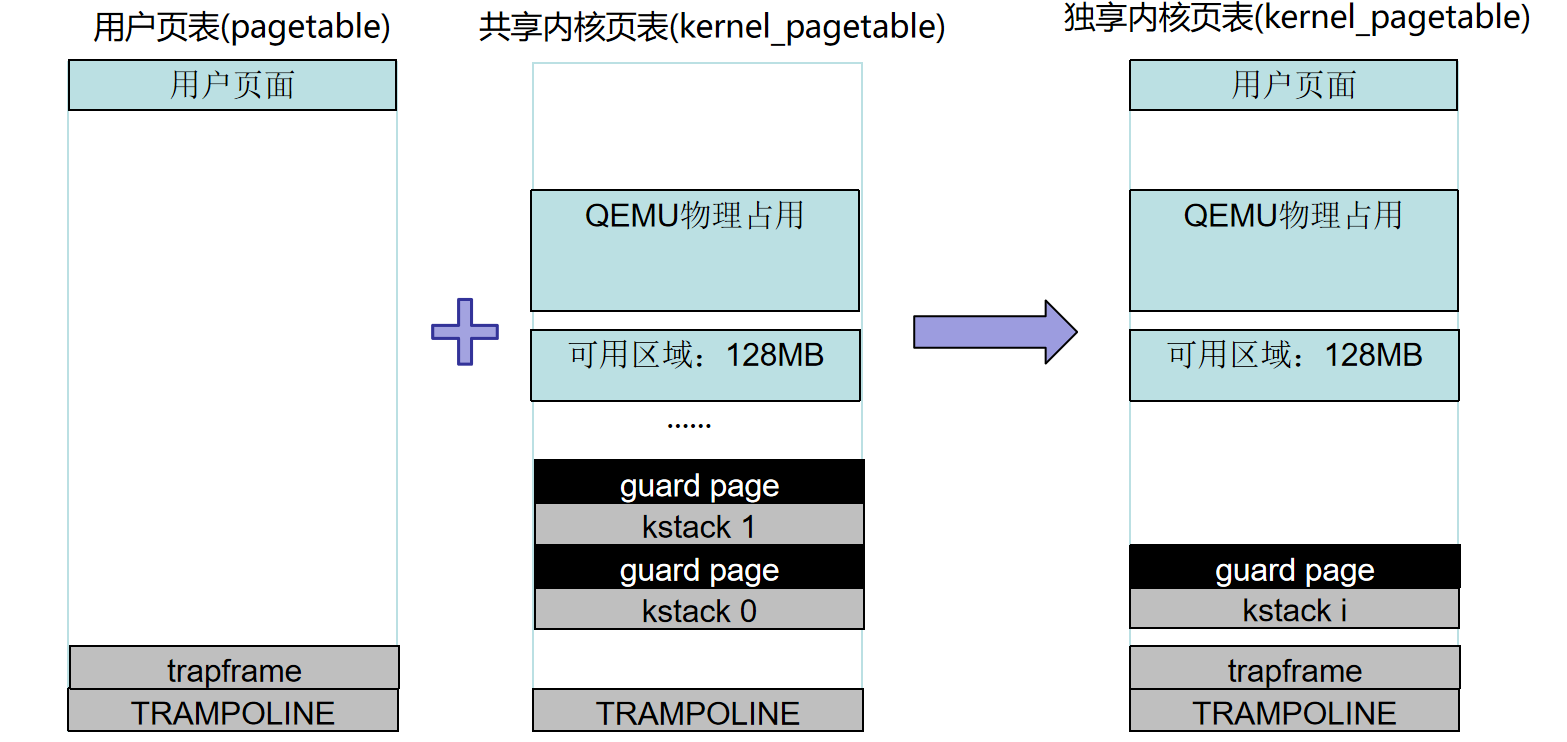 用户页表(pagetable)
用户页面
trapframe
TRAMPOLINE
共享内核页表(kernel_pagetable)
QEMU物理占用
可用区域：128MB
......
guard page
kstack 1
guard page
kstack 0
TRAMPOLINE
独享内核页表(kernel_pagetable)
用户页面
QEMU物理占用
可用区域：128MB
guard page
kstack i
trapframe
TRAMPOLINE